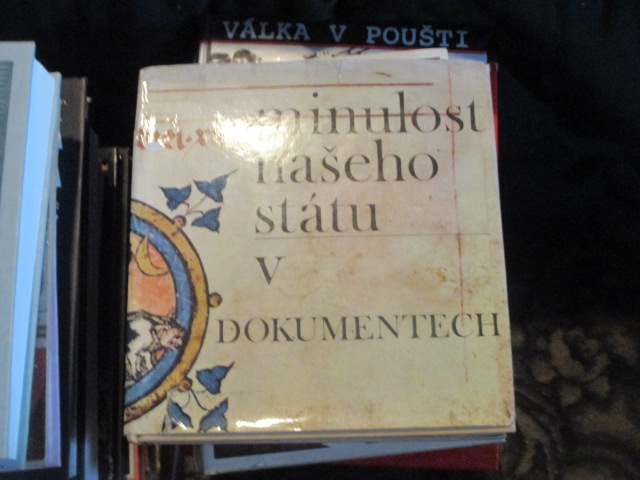 VÁLKA V POUŠTI
minulost
našeho
státu
v
DOKUMENTECH